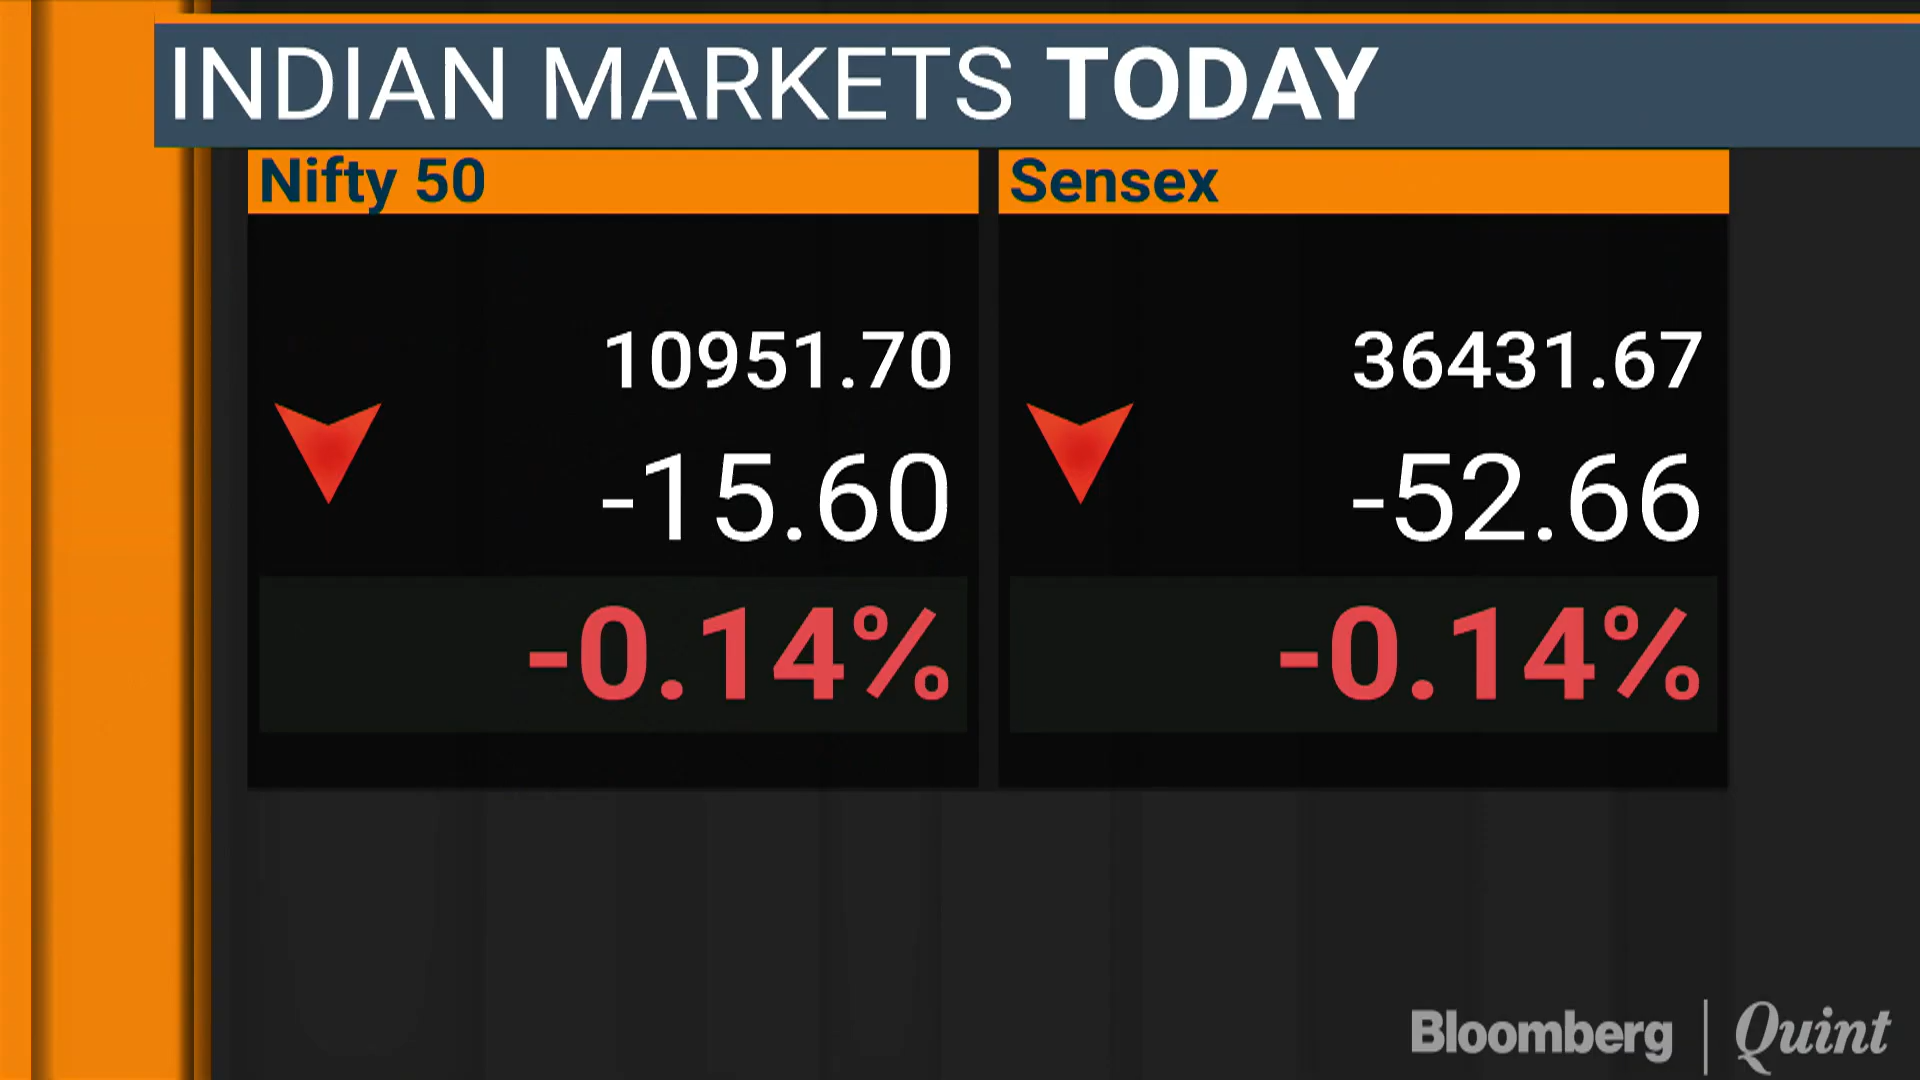 INDIAN MARKETS TODAY
Nifty 50
10951.70
-15.60
-0.14%
Sensex
36431.67
-52.66
-0.14%
Bloomberg | Quint